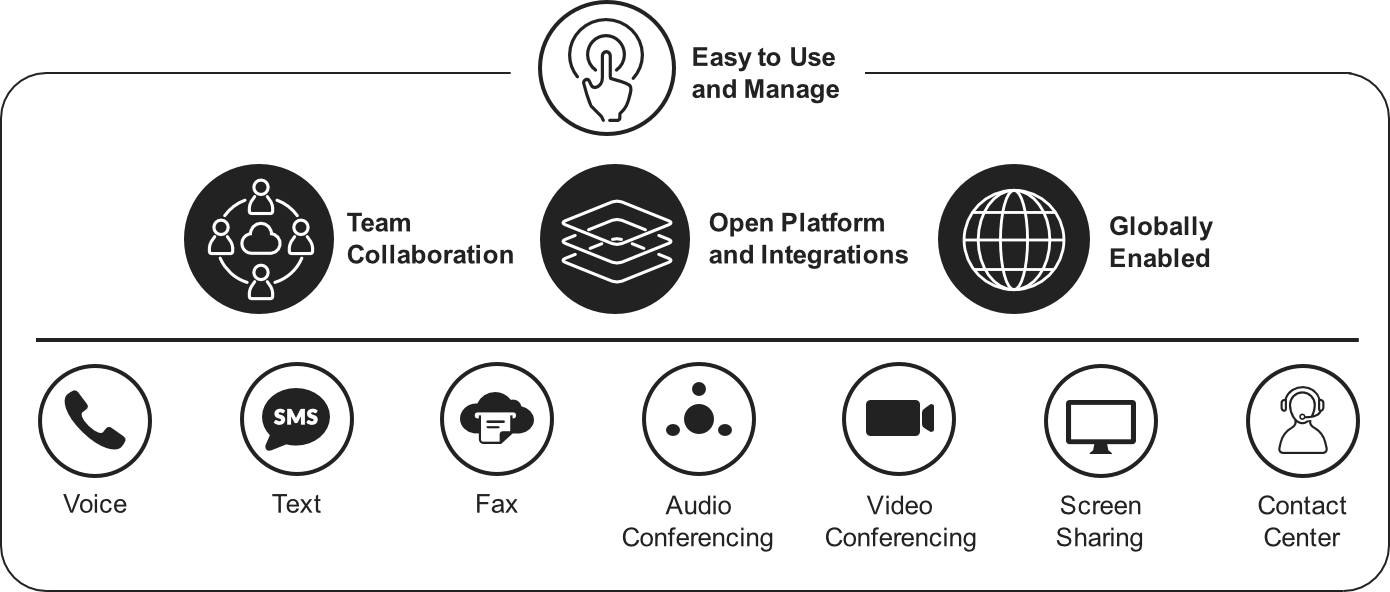 Easy to Use
and Manage
Team
Collaboration
Open Platform
and Integrations
Globally
Enabled
SMS
Voice
Text
Fax
Audio
Conferencing
Video
Conferencing
Screen
Sharing
Contact
Center